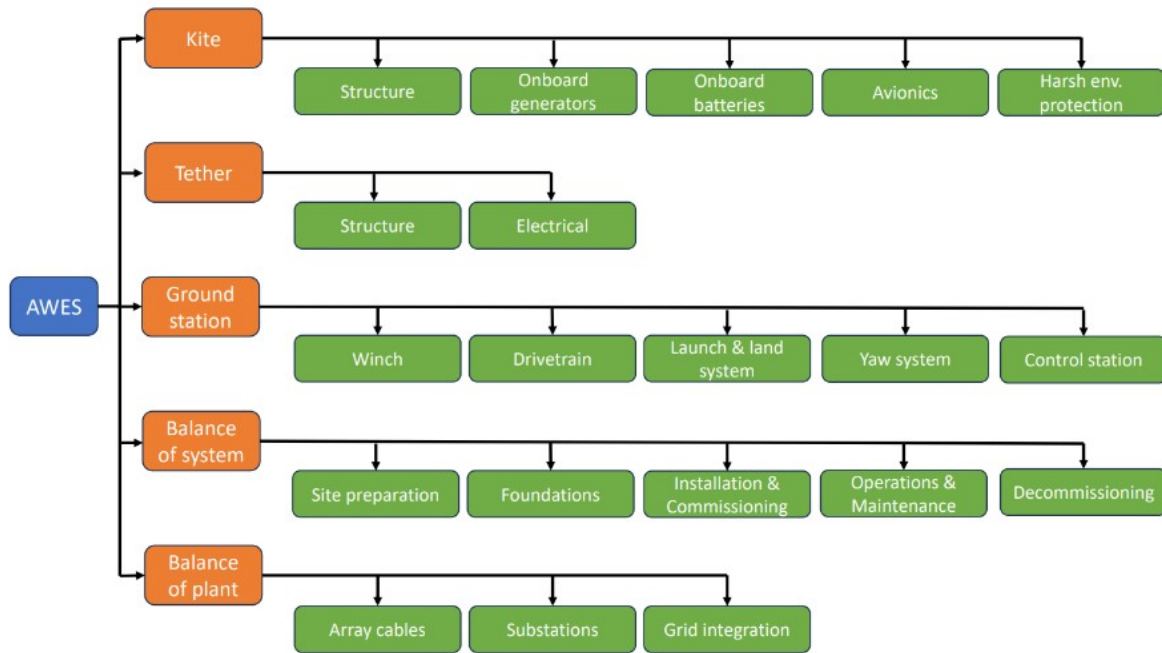 Kite
Structure
Onboard
generators
Onboard
batteries
Avionics
Harsh env.
protection
Tether
Structure
Electrical
AWES
Ground
station
Winch
Drivetrain
Launch & land
system
Yaw system
Control station
Balance
of system
Site preparation
Foundations
Installation &
Commissioning
Operations &
Maintenance
Decommissioning
Balance
of plant
Array cables
Substations
Grid integration